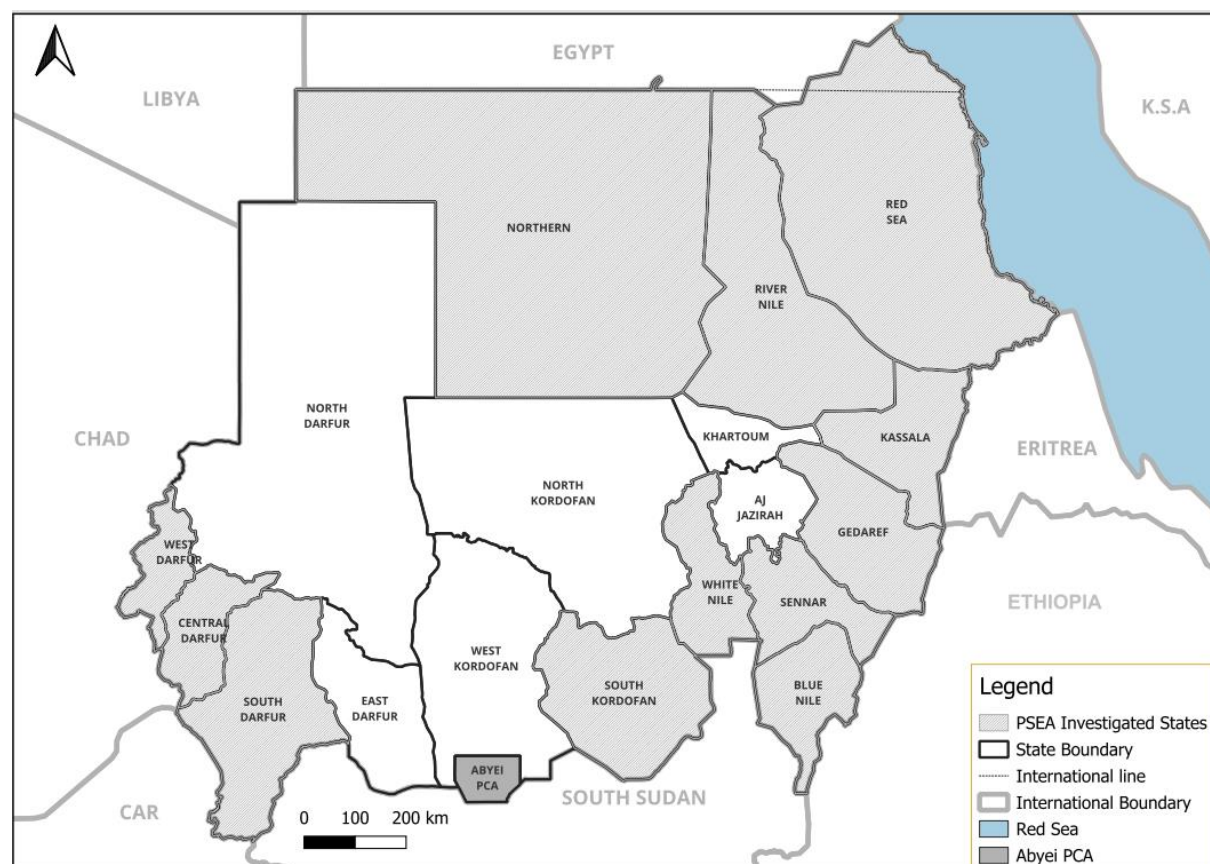 EGYPT
LIBYA
K.S.A
RED
SEA
NORTHERN
RIVER
NILE
NORTH
DARFUR
CHAD
KHARTOUM
KASSALA
ERITREA
NORTH
KORDOFAN
AJ
JAZIRAH
GEDAREF
WEST
DARFUR
WHITE
NILE
SENNAR
ETHIOPIA
CENTRAL
DARFUR
WEST
KORDOFAN
SOUTH
KORDOFAN
BLUE
NILE
SOUTH
DARFUR
EAST
DARFUR
ABYEI
PCA
SOUTH SUDAN
CAR
0 100 200 km
Legend
PSEA Investigated States
State Boundary
International line
International Boundary
Red Sea
Abyei PCA